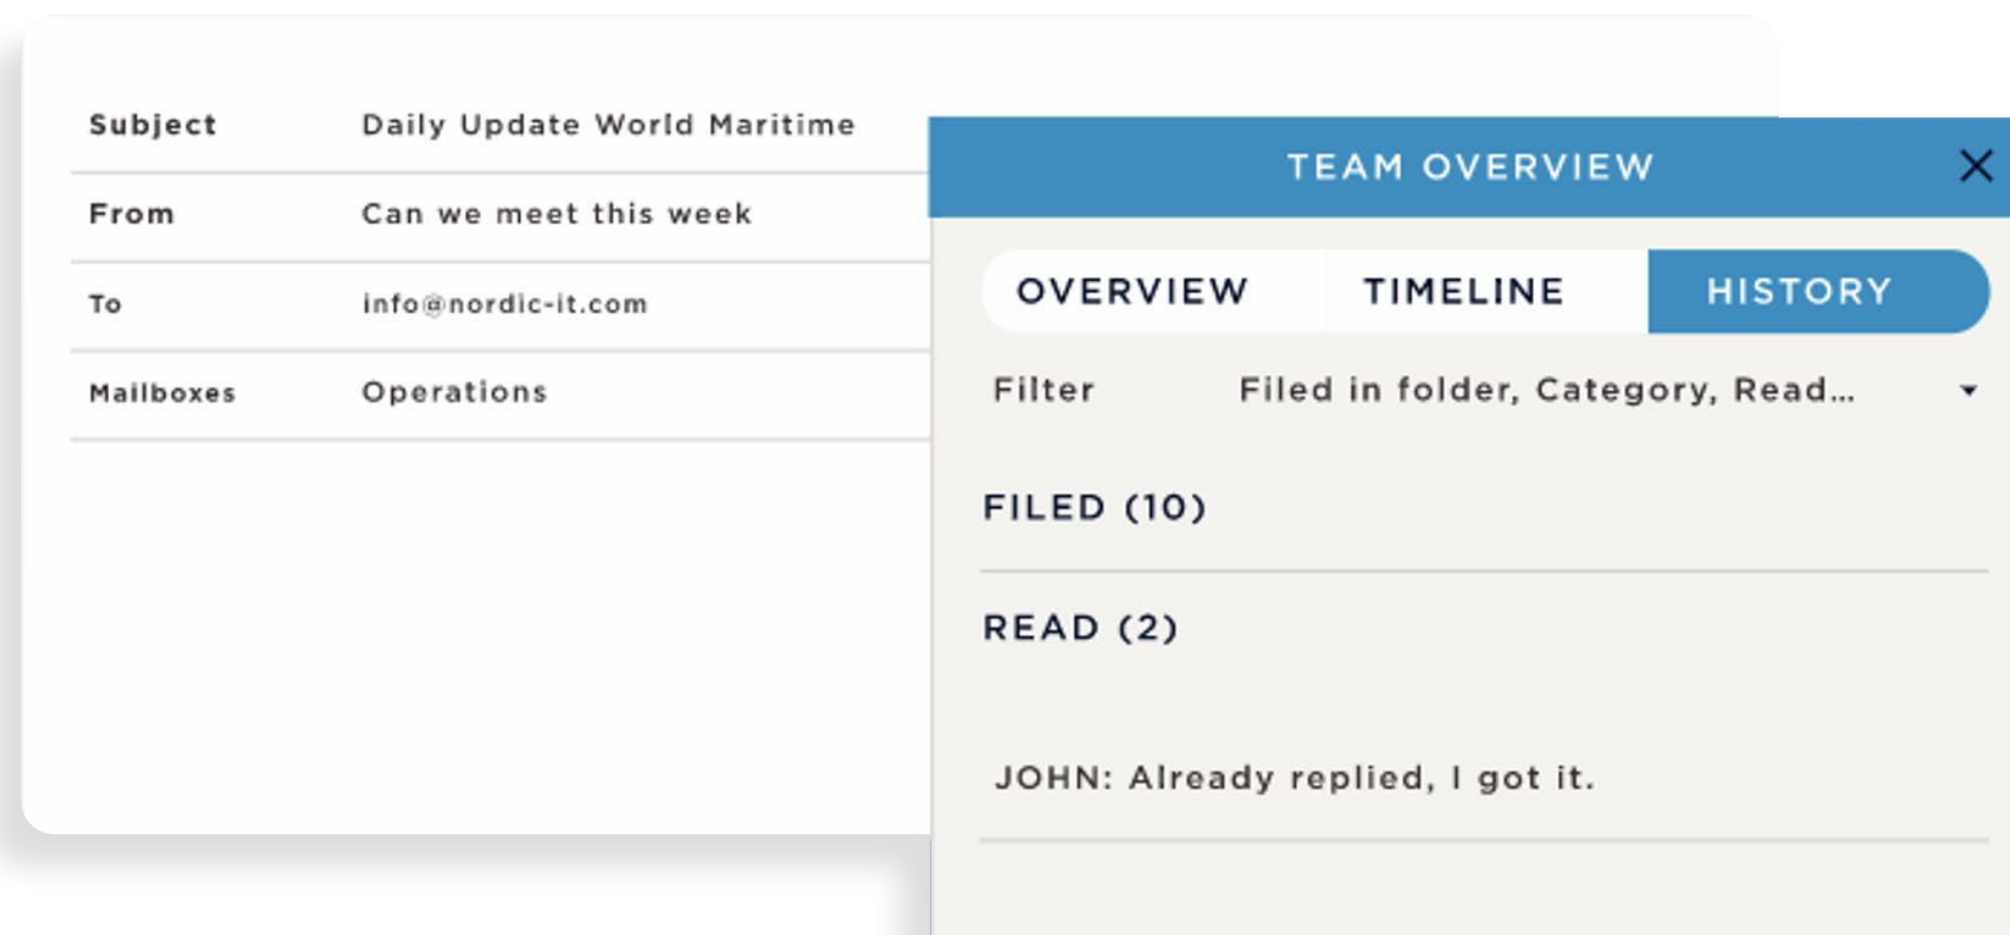 Subject Daily Update World Maritime
From Can we meet this week
To info@nordic-it.com
Mailboxes Operations
TEAM OVERVIEW
OVERVIEW TIMELINE HISTORY
Filter Filed in folder, Category, Read...
FILED (10)
READ (2)
JOHN: Already replied, I got it.